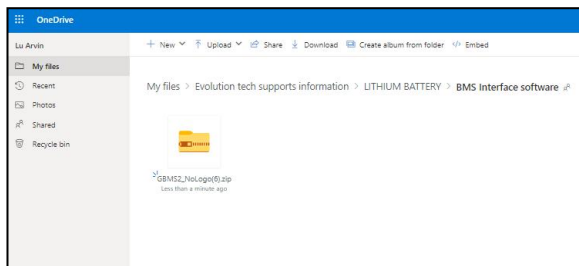 OneDrive
Lu Arvin
New Upload Share Download Create album from folder Embed
My files
Recent
Photos
Shared
Recycle bin
My files > Evolution tech supports information > LITHIUM BATTERY > BMS Interface software
GBMS2_NoLogo(6).zip
Less than a minute ago